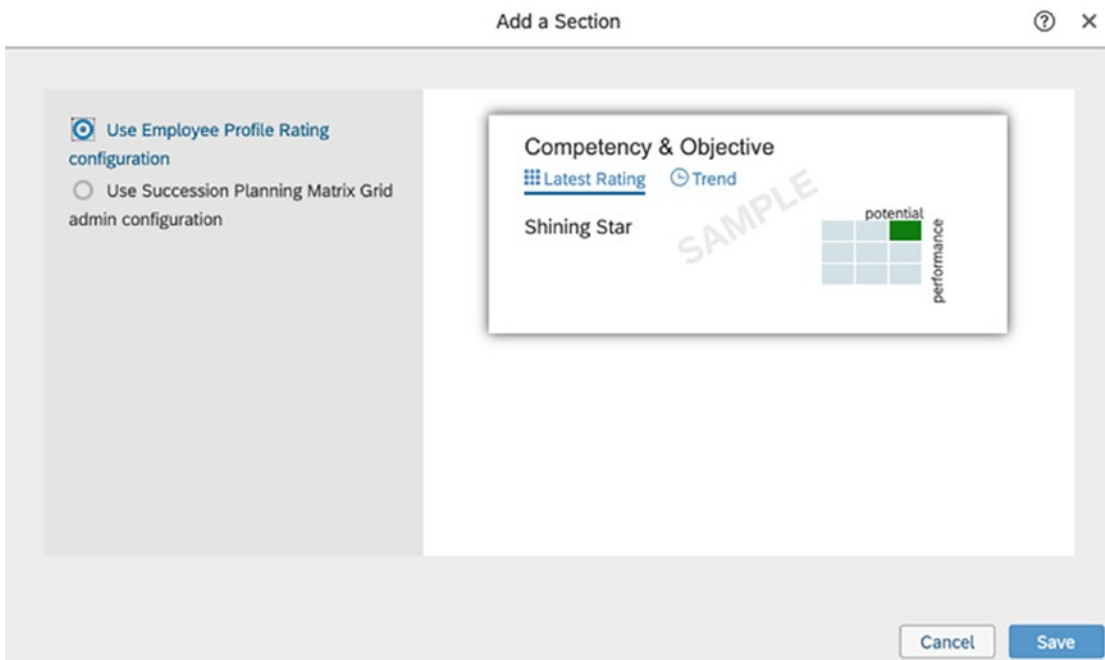 Add a Section
Use Employee Profile Rating
configuration
Use Succession Planning Matrix Grid
admin configuration
Competency & Objective
Latest Rating Trend
Shining Star
SAMPLE
potential
performance
Cancel Save